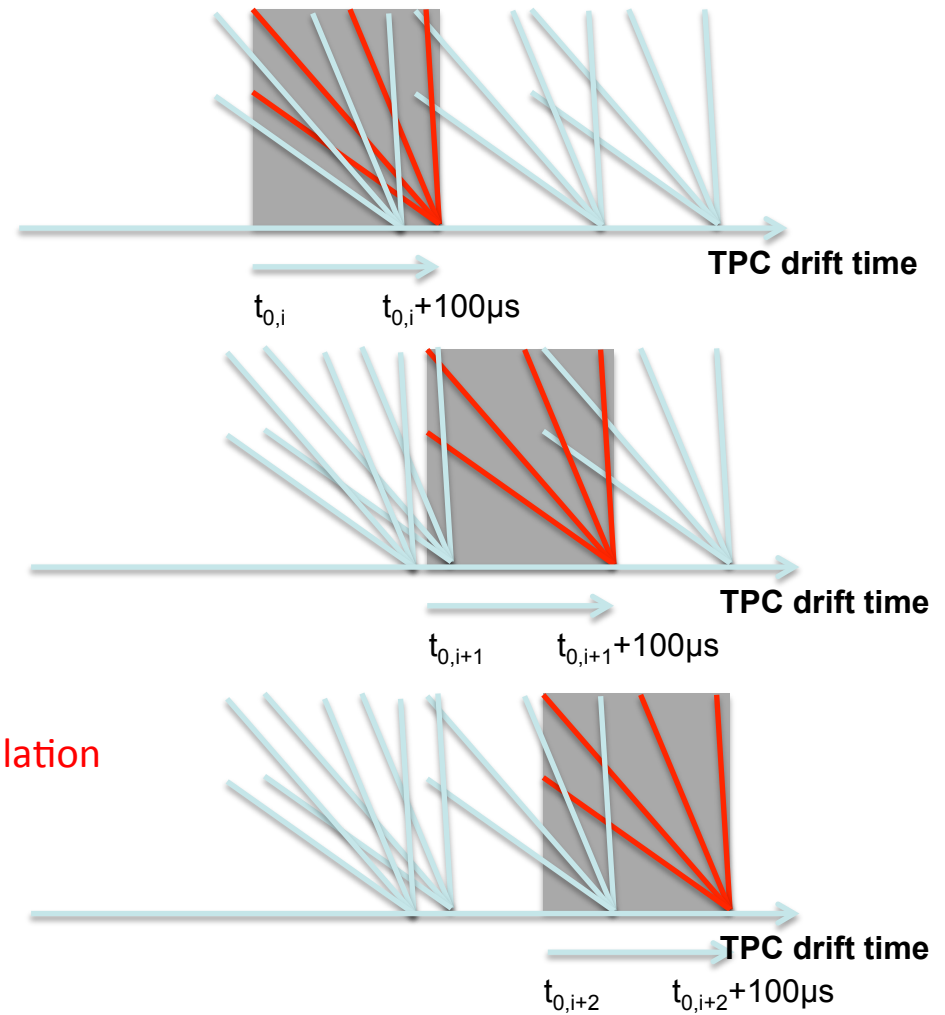 TPC drift time
t₀,ᵢ t₀,ᵢ+100µs
TPC drift time
t₀,ᵢ₊₁ t₀,ᵢ₊₁+100µs
lation
TPC drift time
t₀,ᵢ₊₂ t₀,ᵢ₊₂+100µs